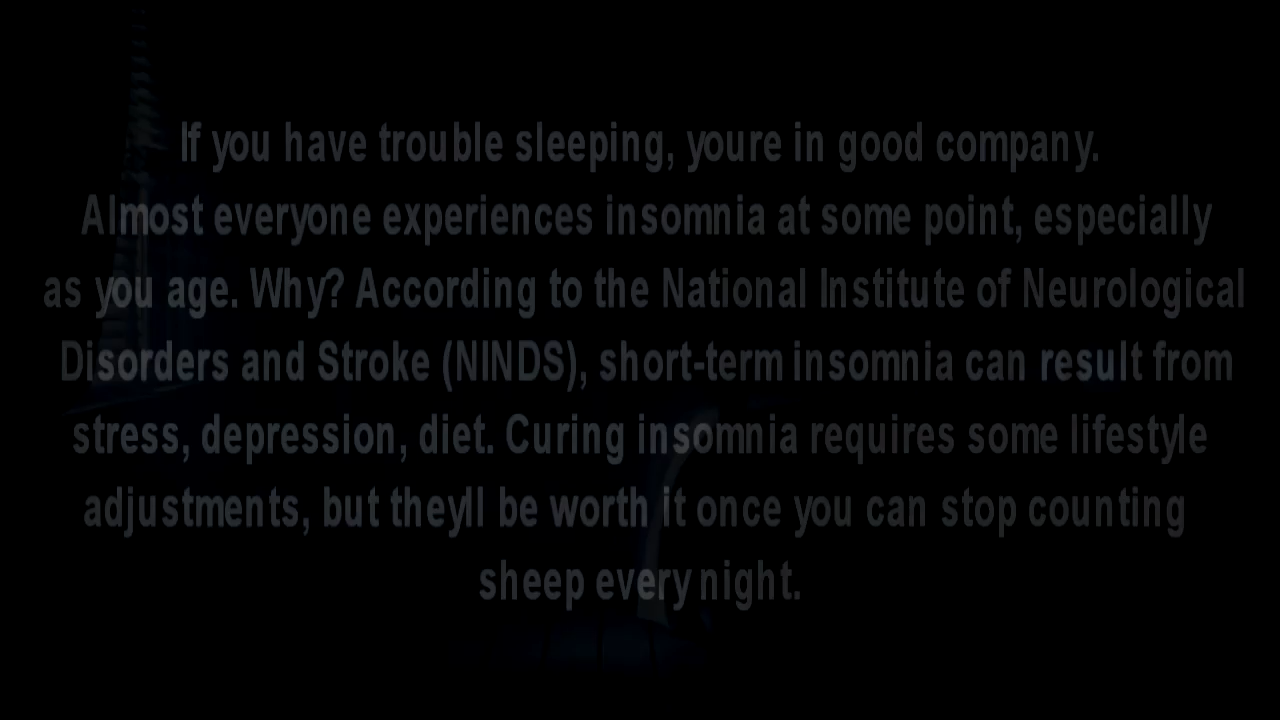 If you have trouble sleeping, youre in good company.
Almost everyone experiences insomnia at some point, especially
as you age. Why? According to the National Institute of Neurological
Disorders and Stroke (NINDS), short-term insomnia can result from
stress, depression, diet. Curing insomnia requires some lifestyle
adjustments, but theyll be worth it once you can stop counting
sheep every night.